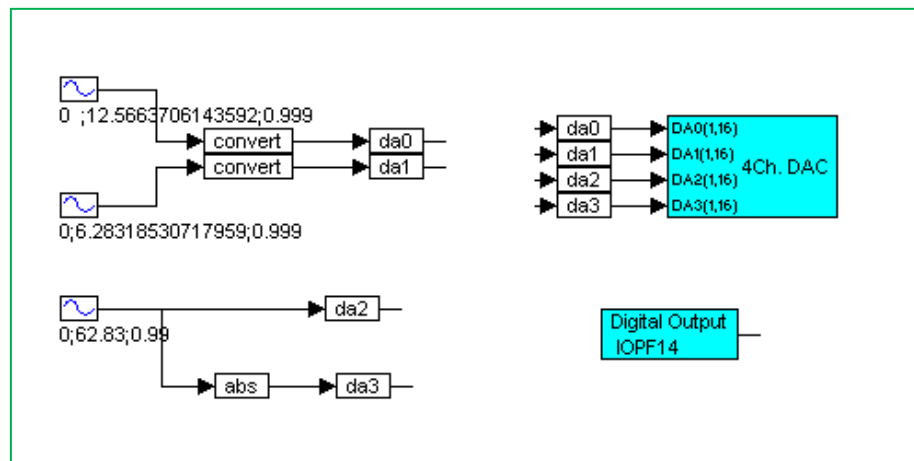 0 ;12.5663706143592;0.999
convert
da0
convert
da1
0;6.28318530717959;0.999
da0
da1
da2
da3
DA0(1,16)
DA1(1,16)
DA2(1,16)
DA3(1,16)
4Ch. DAC
0;62.83;0.99
da2
abs
da3
Digital Output
IOPF14